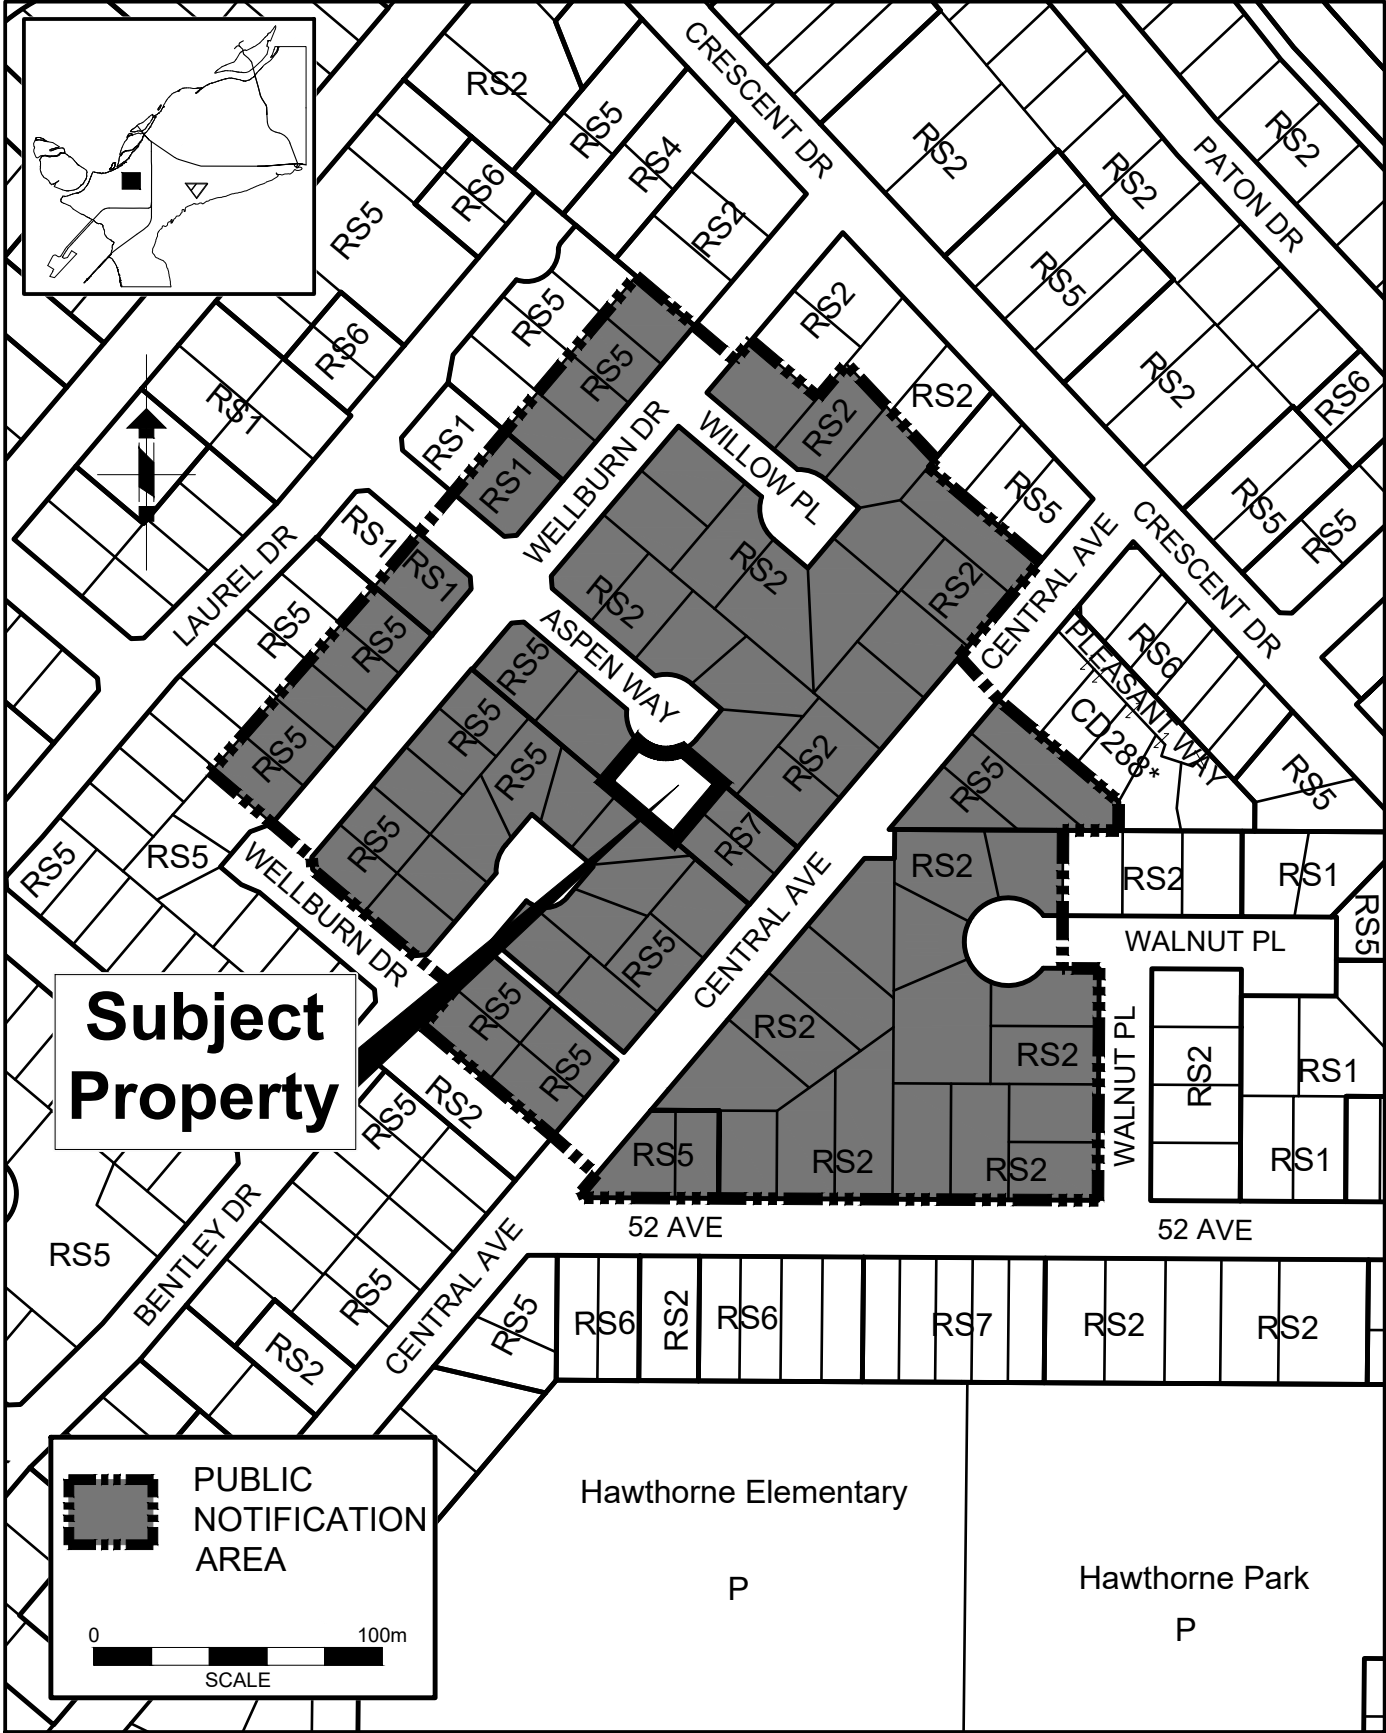 RS2
CRESCENT DR
RS5
RS4
RS6
RS2
RS2
RS2
RS2
PATON DR
RS5
RS5
RS2
RS5
RS6
RS5
RS2
RS2
RS6
RS1
RS1
RS2
RS2
RS5
RS5
RS5
RS1
WELLBURN DR
WILLOW PL
RS1
RS1
RS2
RS2
RS2
CENTRAL AVE
CRESCENT DR
LAUREL DR
RS5
RS5
RS5
ASPEN WAY
RS6
PLEASANT WAY
CD288*
RS5
RS5
RS5
RS5
RS2
RS5
RS5
RS7
RS5
RS5
RS5
WELLBURN DR
CENTRAL AVE
RS2
RS2
RS1
RS5
WALNUT PL
RS5
RS5
RS5
RS2
RS2
WALNUT PL
RS2
RS1
Subject
Property
RS5
RS2
RS5
RS2
RS2
RS1
BENTLEY DR
RS5
RS5
RS2
CENTRAL AVE
52 AVE
52 AVE
RS5
RS6
RS2
RS6
RS7
RS2
RS2
Hawthorne Elementary
P
Hawthorne Park
P
PUBLIC
NOTIFICATION
AREA
0
100m
SCALE